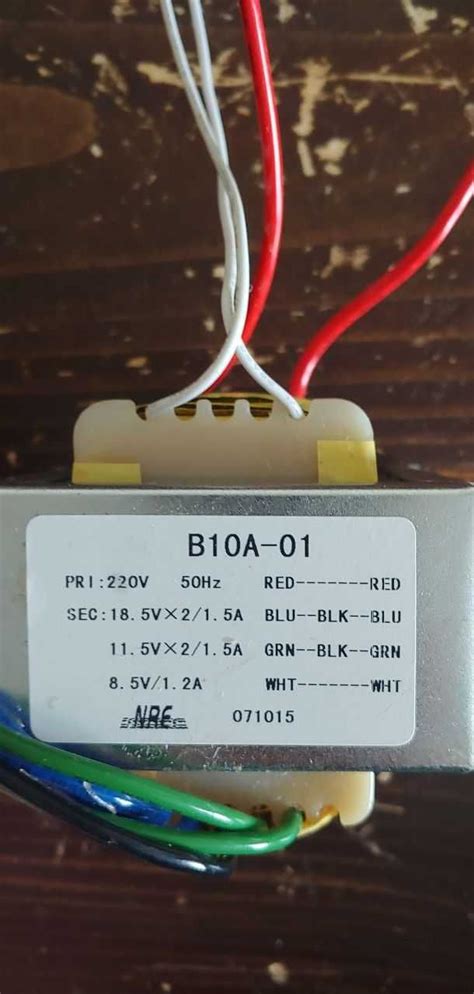 B10A-01
PRI:220V 50Hz RED-------RED
SEC:18.5V×2/1.5A BLU--BLK--BLU
11.5V×2/1.5A GRN--BLK--GRN
8.5V/1.2A WHT-------WHT
NRE 071015